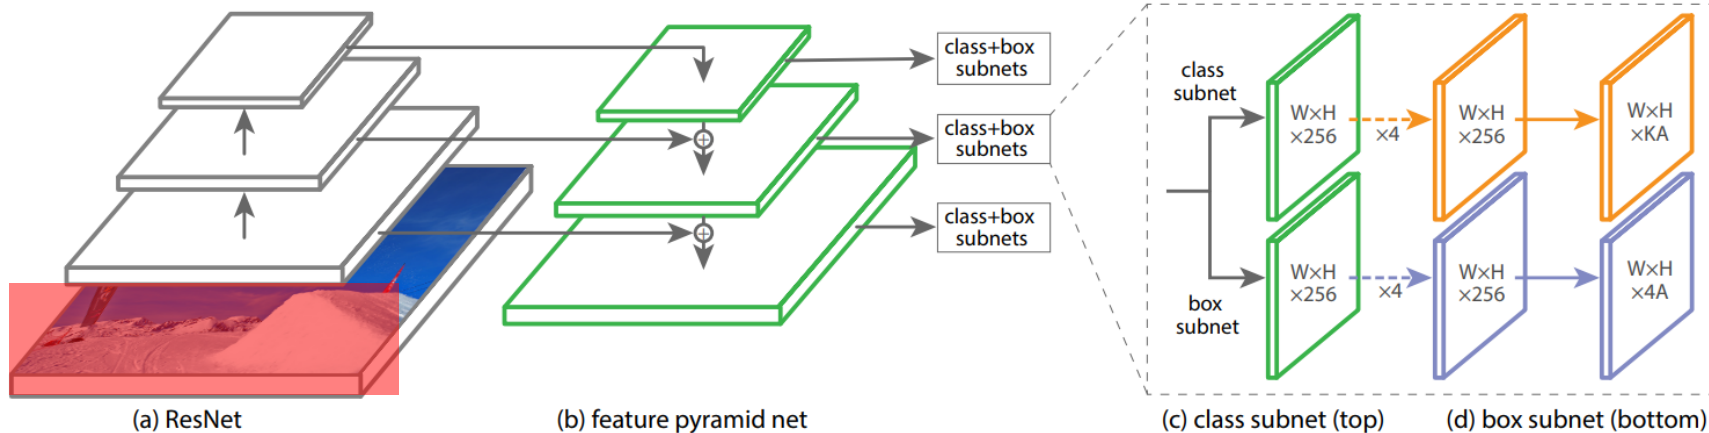 class+box
subnets
class+box
subnets
class+box
subnets
class
subnet
W×H
×256
×4
W×H
×256
W×H
×KA
box
subnet
W×H
×256
×4
W×H
×256
W×H
×4A
(a) ResNet
(b) feature pyramid net
(c) class subnet (top)
(d) box subnet (bottom)